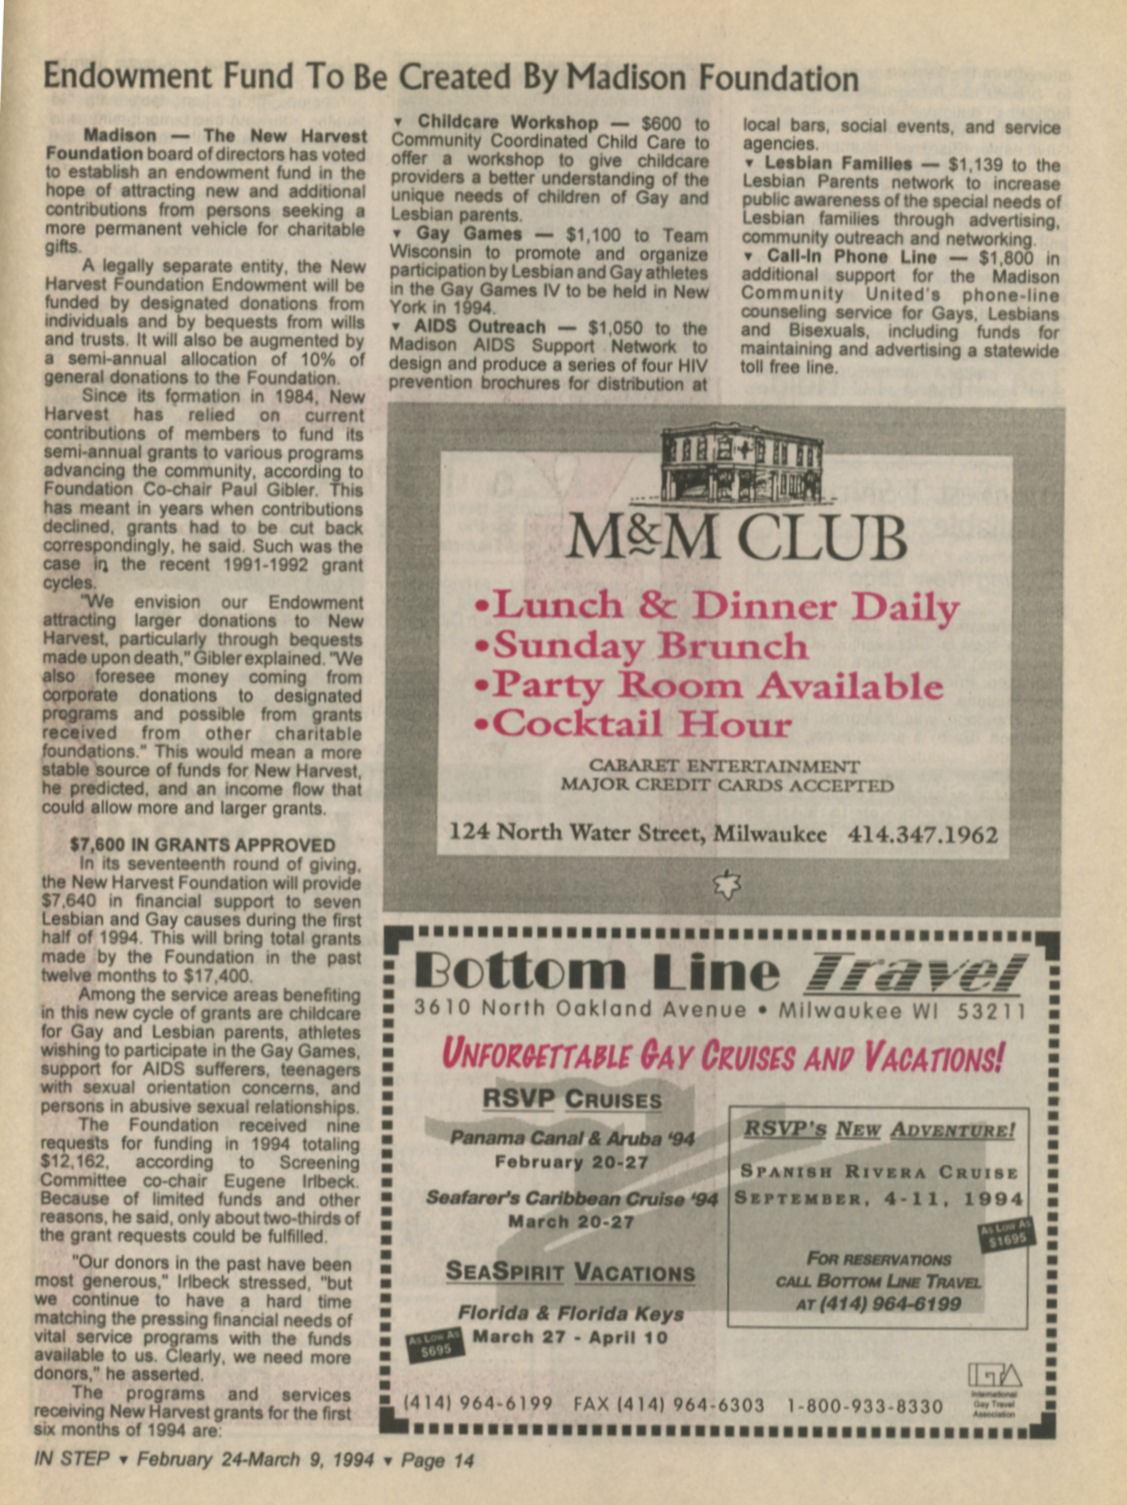 Endowment Fund To Be Created By Madison Foundation
Madison — The New Harvest
Foundation board of directors has voted
to establish an endowment fund in the
hope of attracting new and additional
contributions from persons seeking a
more permanent vehicle for charitable
gifts.
A legally separate entity, the New
Harvest Foundation Endowment will be
funded by designated donations from
individuals and by bequests from wills
and trusts. It will also be augmented by
a semi-annual allocation of 10% of
general donations to the Foundation.
Since its formation in 1984, New
Harvest has relied on current
contributions of members to fund its
semi-annual grants to various programs
advancing the community, according to
Foundation Co-chair Paul Gibler. This
has meant in years when contributions
declined, grants had to be cut back
correspondingly, he said. Such was the
case in the recent 1991-1992 grant
cycles.
"We envision our Endowment
attracting larger donations to New
Harvest, particularly through bequests
made upon death," Gibler explained. "We
also foresee money coming from
corporate donations to designated
programs and possible from grants
received from other charitable
foundations." This would mean a more
stable source of funds for New Harvest,
he predicted, and an income flow that
could allow more and larger grants.
$7,600 IN GRANTS APPROVED
In its seventeenth round of giving,
the New Harvest Foundation will provide
$7,640 in financial support to seven
Lesbian and Gay causes during the first
half of 1994. This will bring total grants
made by the Foundation in the past
twelve months to $17,400.
Among the service areas benefiting
in this new cycle of grants are childcare
for Gay and Lesbian parents, athletes
wishing to participate in the Gay Games,
support for AIDS sufferers, teenagers
with sexual orientation concerns, and
persons in abusive sexual relationships.
The Foundation received nine
requests for funding in 1994 totaling
$12,162, according to Screening
Committee co-chair Eugene Irlbeck.
Because of limited funds and other
reasons, he said, only about two-thirds of
the grant requests could be fulfilled.
"Our donors in the past have been
most generous," Irlbeck stressed, "but
we continue to have a hard time
matching the pressing financial needs of
vital service programs with the funds
available to us. Clearly, we need more
donors," he asserted.
The programs and services
receiving New Harvest grants for the first
six months of 1994 are:
▼ Childcare Workshop — $600 to
Community Coordinated Child Care to
offer a workshop to give childcare
providers a better understanding of the
unique needs of children of Gay and
Lesbian parents.
▼ Gay Games — $1,100 to Team
Wisconsin to promote and organize
participation by Lesbian and Gay athletes
in the Gay Games IV to be held in New
York in 1994.
▼ AIDS Outreach — $1,050 to the
Madison AIDS Support Network to
design and produce a series of four HIV
prevention brochures for distribution at
local bars, social events, and service
agencies.
▼ Lesbian Families — $1,139 to the
Lesbian Parents network to increase
public awareness of the special needs of
Lesbian families through advertising,
community outreach and networking.
▼ Call-In Phone Line — $1,800 in
additional support for the Madison
Community United's phone-line
counseling service for Gays, Lesbians
and Bisexuals, including funds for
maintaining and advertising a statewide
toll free line.
M&M CLUB
•Lunch & Dinner Daily
•Sunday Brunch
•Party Room Available
•Cocktail Hour
CABARET ENTERTAINMENT
MAJOR CREDIT CARDS ACCEPTED
124 North Water Street, Milwaukee 414.347.1962
Bottom Line Travel
3610 North Oakland Avenue • Milwaukee WI 53211
UNFORGETTABLE GAY CRUISES AND VACATIONS!
RSVP CRUISES
Panama Canal & Aruba '94
February 20-27
Seafarer's Caribbean Cruise '94
March 20-27
SEASPIRIT VACATIONS
Florida & Florida Keys
March 27 - April 10
As Low As
$695
RSVP'S NEW ADVENTURE!
SPANISH RIVERA CRUISE
SEPTEMBER, 4-11, 1994
As Low As
$1695
FOR RESERVATIONS
CALL BOTTOM LINE TRAVEL
AT (414) 964-6199
IGTA
International
Gay Travel
Association
(414) 964-6199 FAX (414) 964-6303 1-800-933-8330
IN STEP ▼ February 24-March 9, 1994 ▼ Page 14